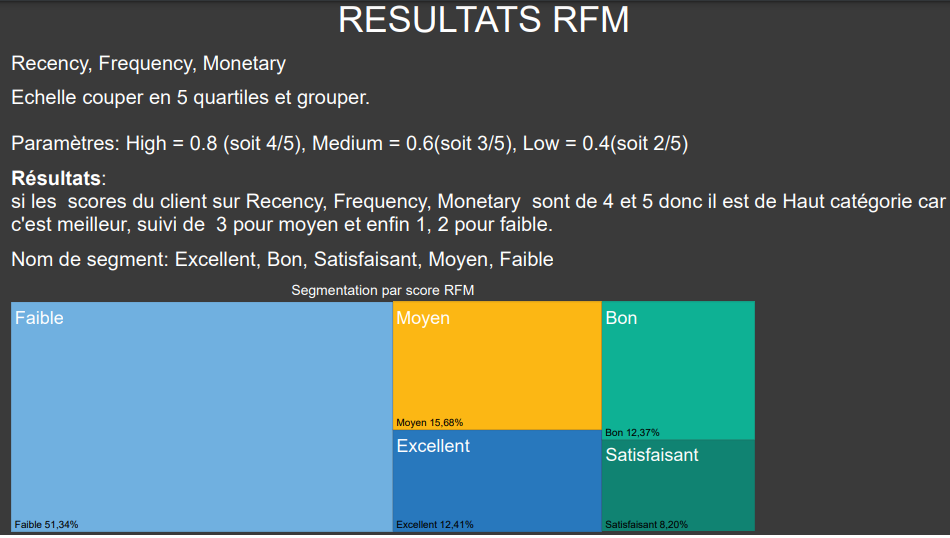 RESULTATS RFM
Recency, Frequency, Monetary
Echelle couper en 5 quartiles et grouper.
Paramètres: High = 0.8 (soit 4/5), Medium = 0.6(soit 3/5), Low = 0.4(soit 2/5)
Résultats:
si les  scores du client sur Recency, Frequency, Monetary  sont de 4 et 5 donc il est de Haut catégorie car
c'est meilleur, suivi de  3 pour moyen et enfin 1, 2 pour faible.
Nom de segment: Excellent, Bon, Satisfaisant, Moyen, Faible
Segmentation par score RFM
Faible
Faible 51,34%
Moyen
Moyen 15,68%
Excellent
Excellent 12,41%
Bon
Bon 12,37%
Satisfaisant
Satisfaisant 8,20%